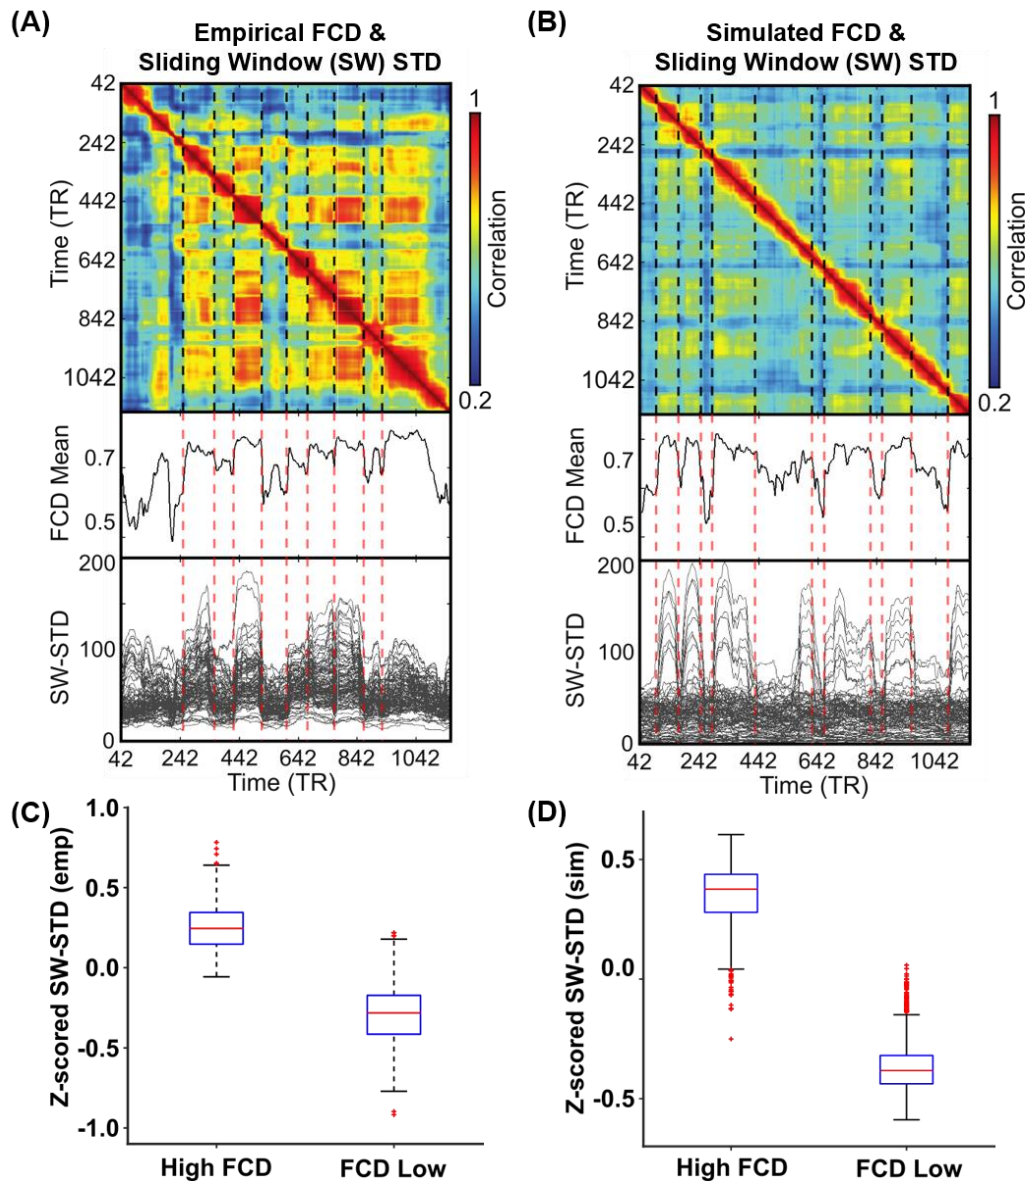 (A)
Empirical FCD &
Sliding Window (SW) STD
42
242
442
642
842
1042
Time (TR)
1
Correlation
0.2
FCD Mean
0.7
0.5
SW-STD
200
100
0
42 242 442 642 842 1042
Time (TR)
(B)
Simulated FCD &
Sliding Window (SW) STD
42
242
442
642
842
1042
Time (TR)
1
Correlation
0.2
FCD Mean
0.7
0.5
SW-STD
200
100
0
42 242 442 642 842 1042
Time (TR)
(C)
Z-scored SW-STD (emp)
1.0
0.5
0.0
-0.5
-1.0
High FCD FCD Low
(D)
Z-scored SW-STD (sim)
0.5
0.0
-0.5
High FCD FCD Low